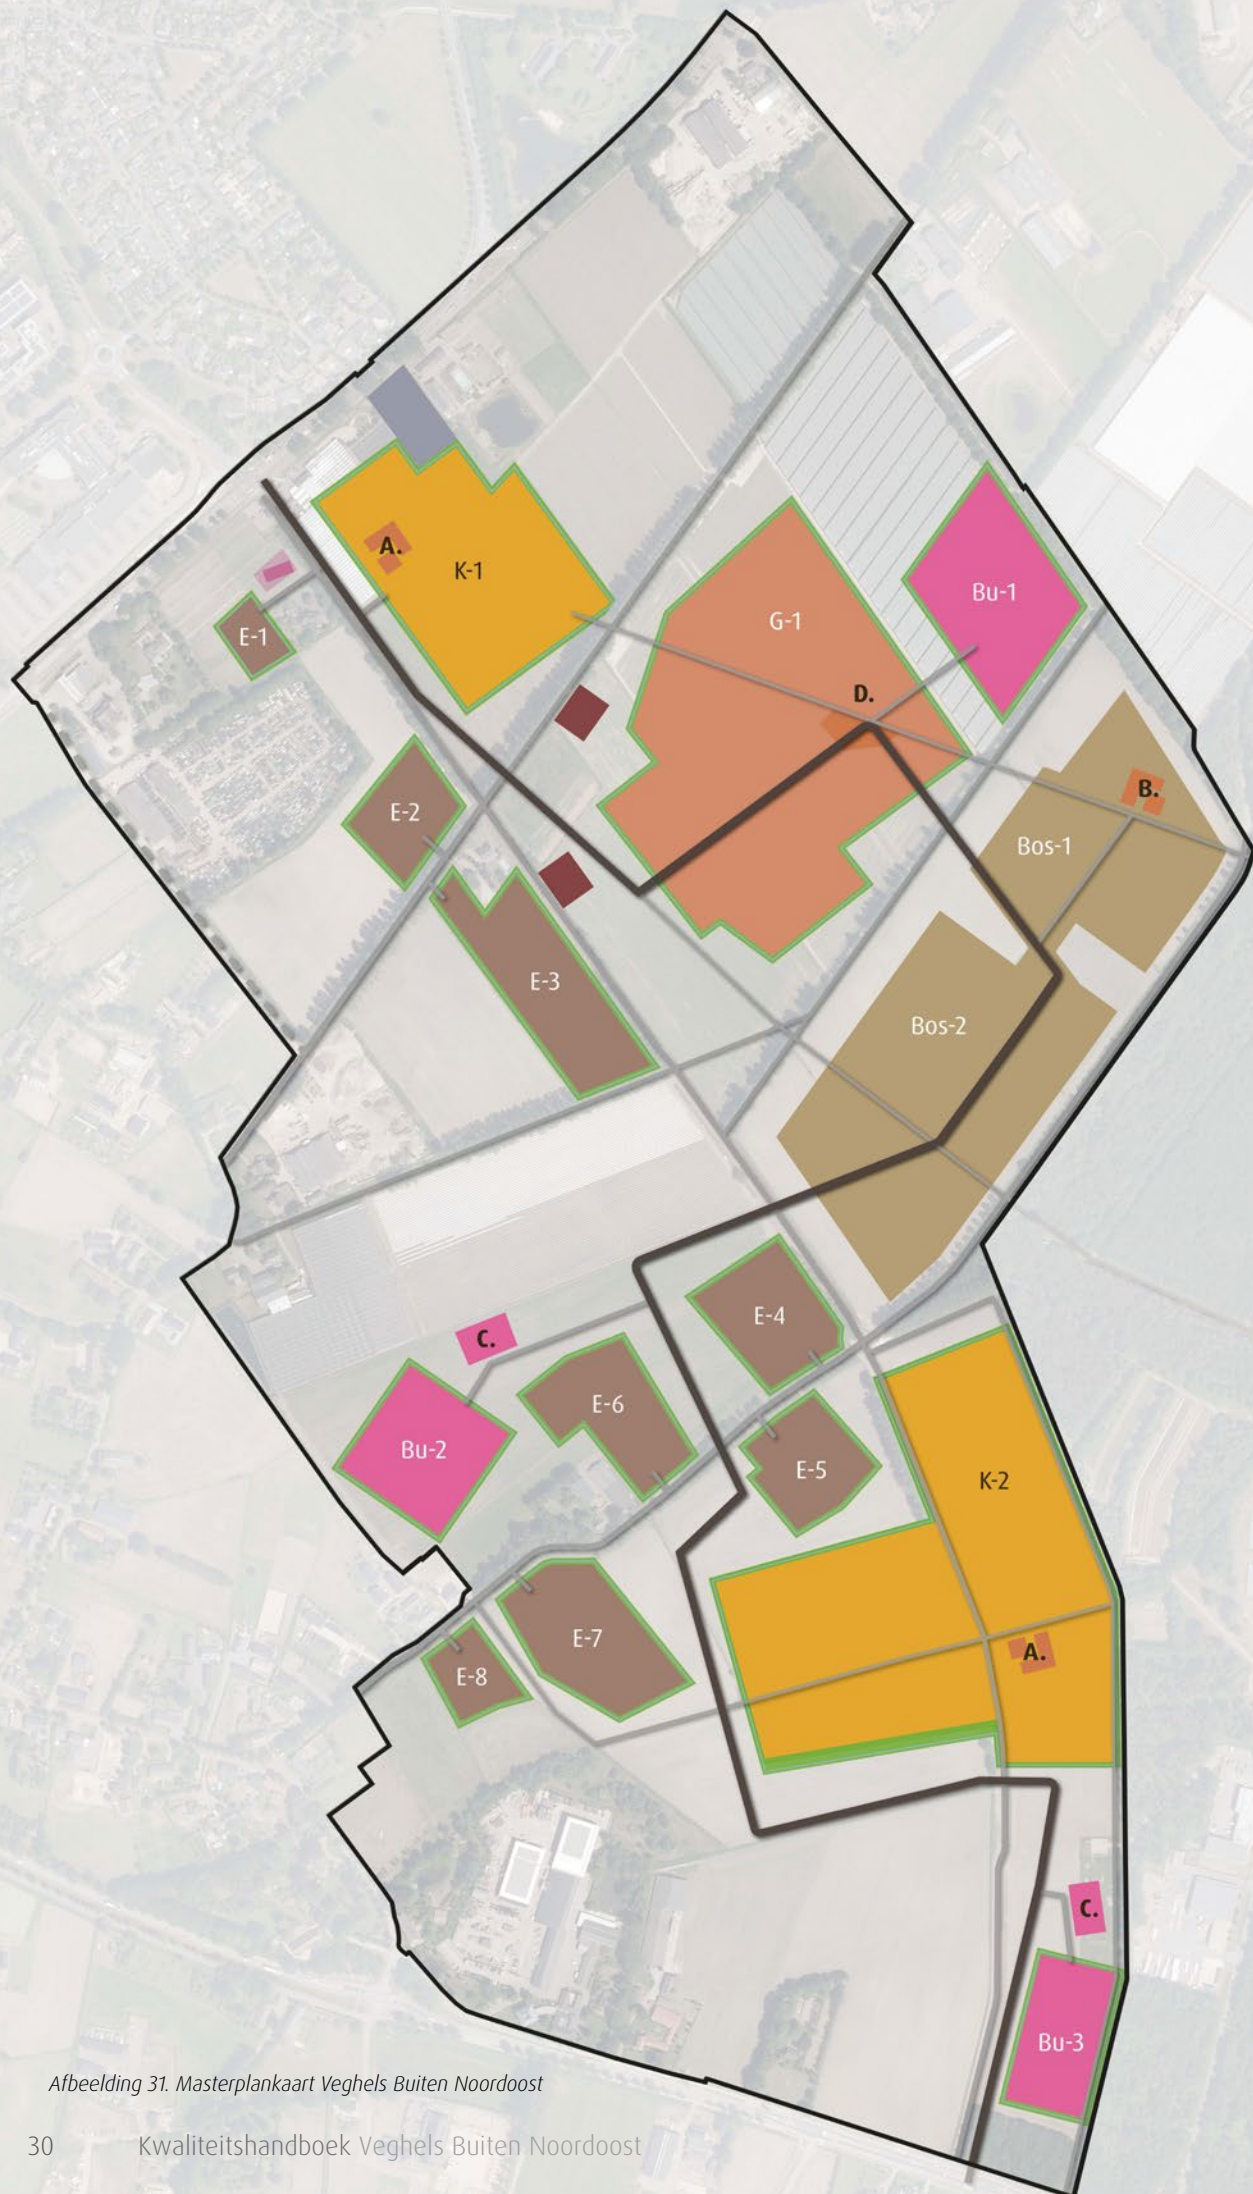 A.
K-1
E-1
G-1
Bu-1
D.
E-2
B.
Bos-1
E-3
Bos-2
E-4
C.
E-6
Bu-2
E-5
K-2
E-7
A.
E-8
C.
Bu-3
Afbeelding 31. Masterplankaart Veghels Buiten Noordoost
30 Kwaliteitshandboek Veghels Buiten Noordoost